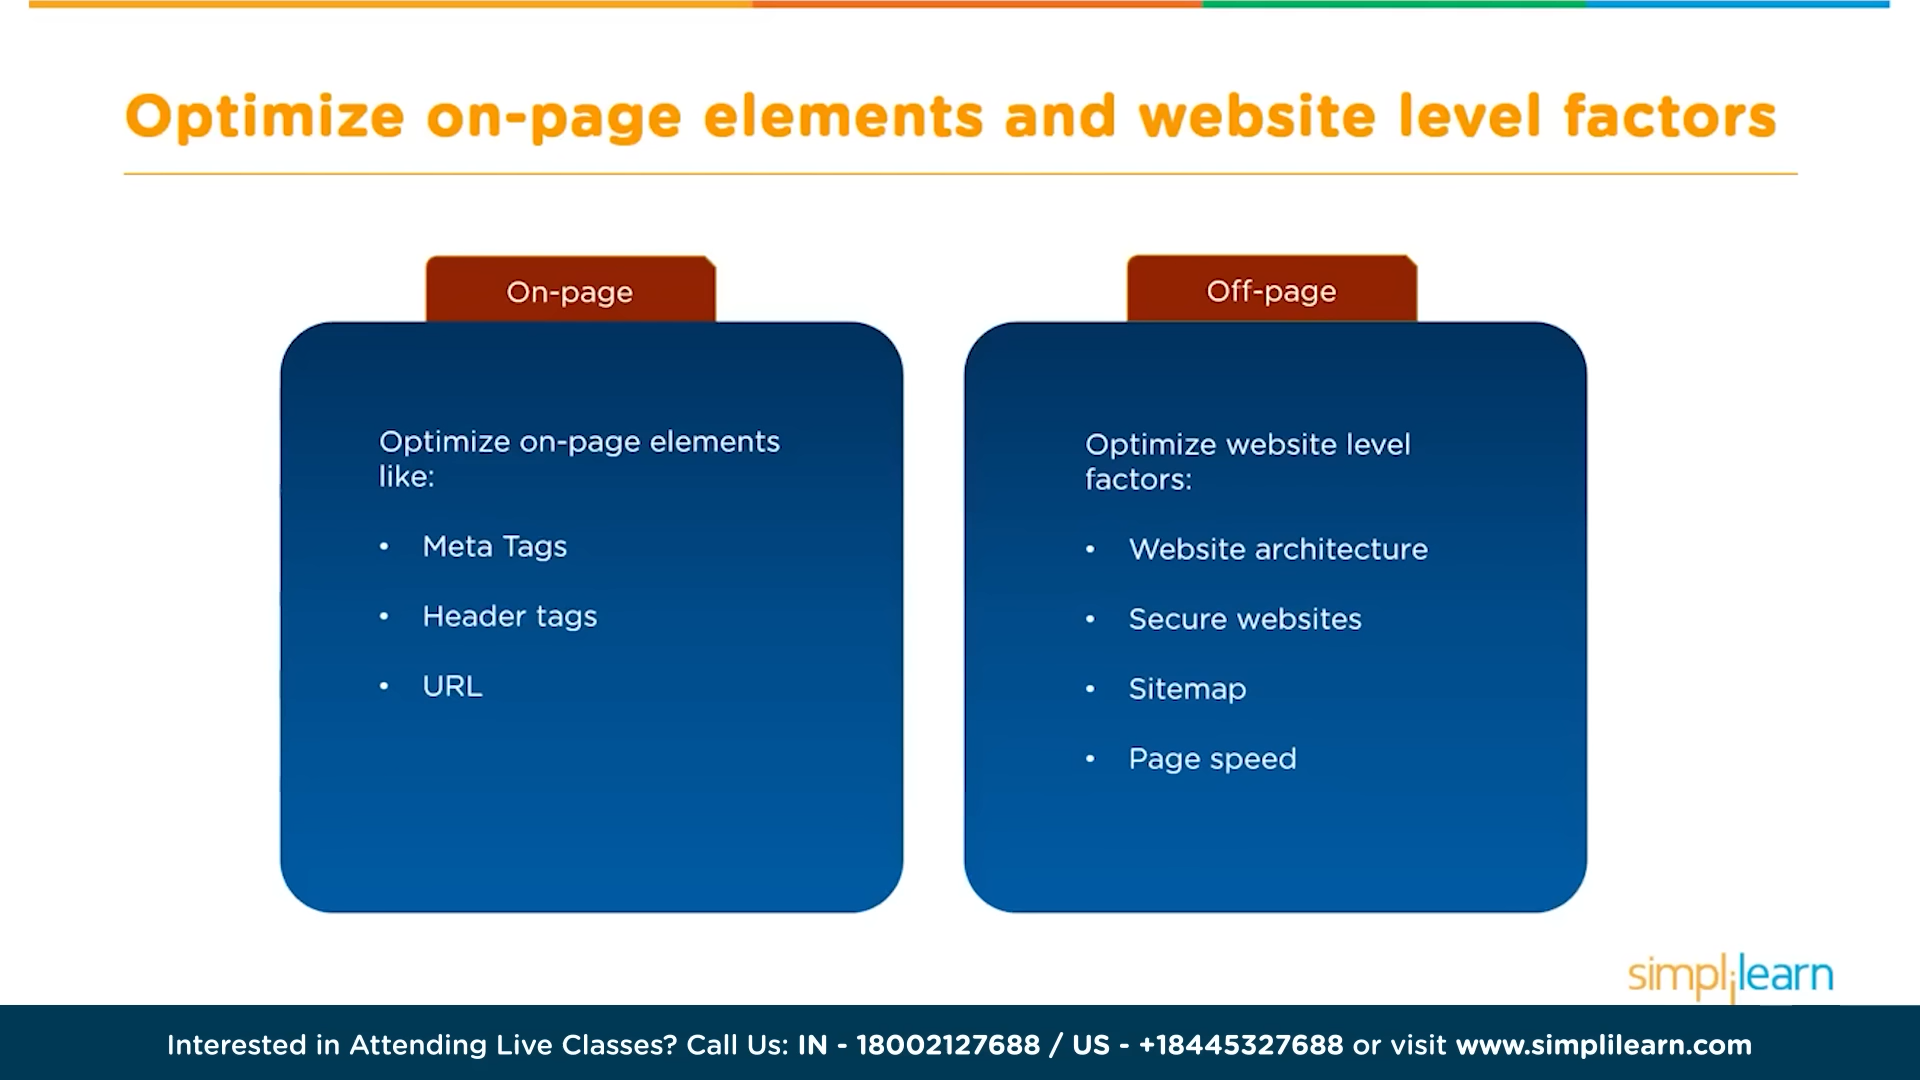 Optimize on-page elements and website level factors
On-page
Optimize on-page elements
like:
• Meta Tags
• Header tags
• URL
Off-page
Optimize website level
factors:
• Website architecture
• Secure websites
• Sitemap
• Page speed
simplilearn
Interested in Attending Live Classes? Call Us: IN - 18002127688 / US - +18445327688 or visit www.simplilearn.com